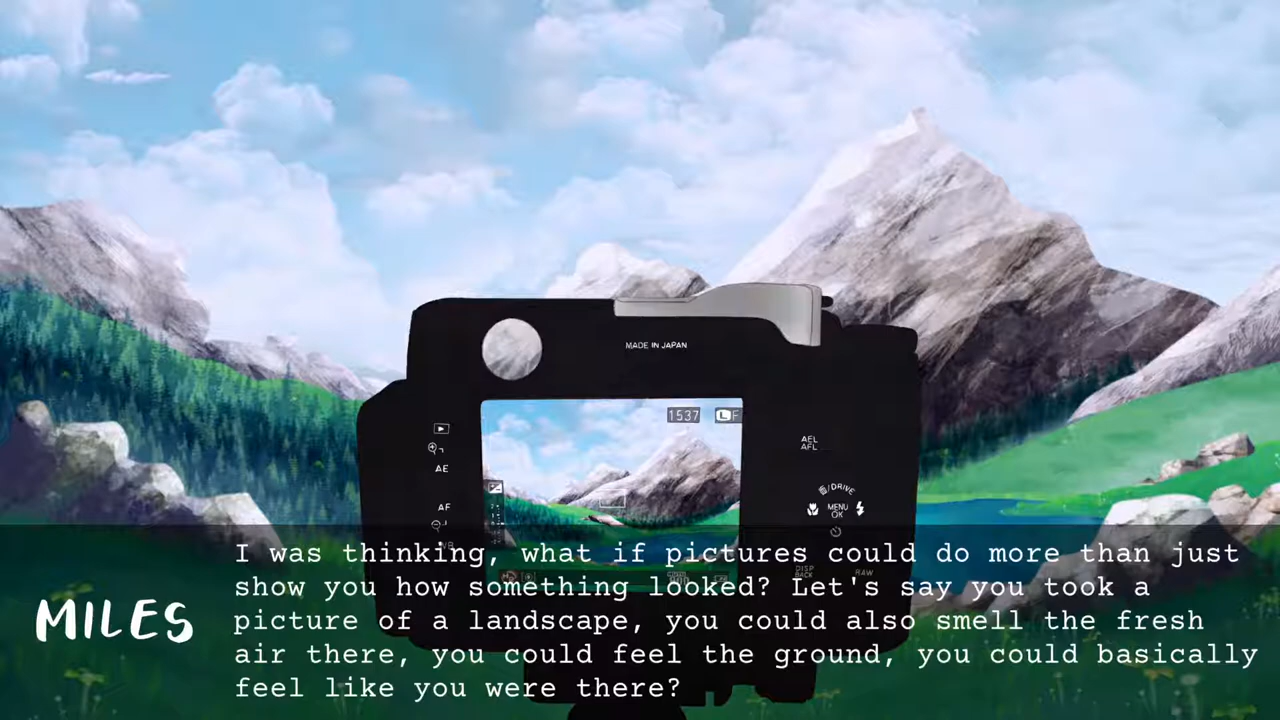 MADE IN JAPAN
1537
L F
AEL
AFL
AE
/DRIVE
AF
MENU
OK
DISP
BACK
RAW
MILES
I was thinking, what if pictures could do more than just
show you how something looked? Let's say you took a
picture of a landscape, you could also smell the fresh
air there, you could feel the ground, you could basically
feel like you were there?